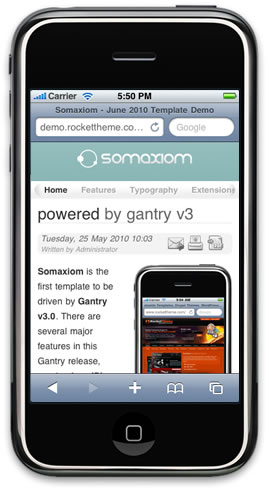 Carrier 5:50 PM
Somaxiom - June 2010 Template Demo
demo.rockettheme.co... Google
somaxiom
Home Features Typography Extensions
powered by gantry v3
Tuesday, 25 May 2010 10:03
Written by Administrator
Somaxiom is the
first template to be
driven by Gantry
v3.0. There are
several major
features in this
Gantry release,